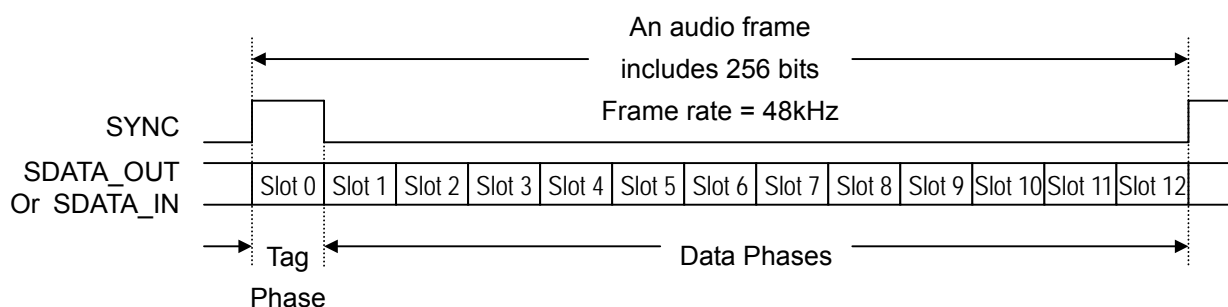 An audio frame
includes 256 bits
Frame rate = 48kHz
SYNC
SDATA_OUT
Or SDATA_IN
Slot 0 Slot 1 Slot 2 Slot 3 Slot 4 Slot 5 Slot 6 Slot 7 Slot 8 Slot 9 Slot 10 Slot 11 Slot 12
Tag
Phase
Data Phases